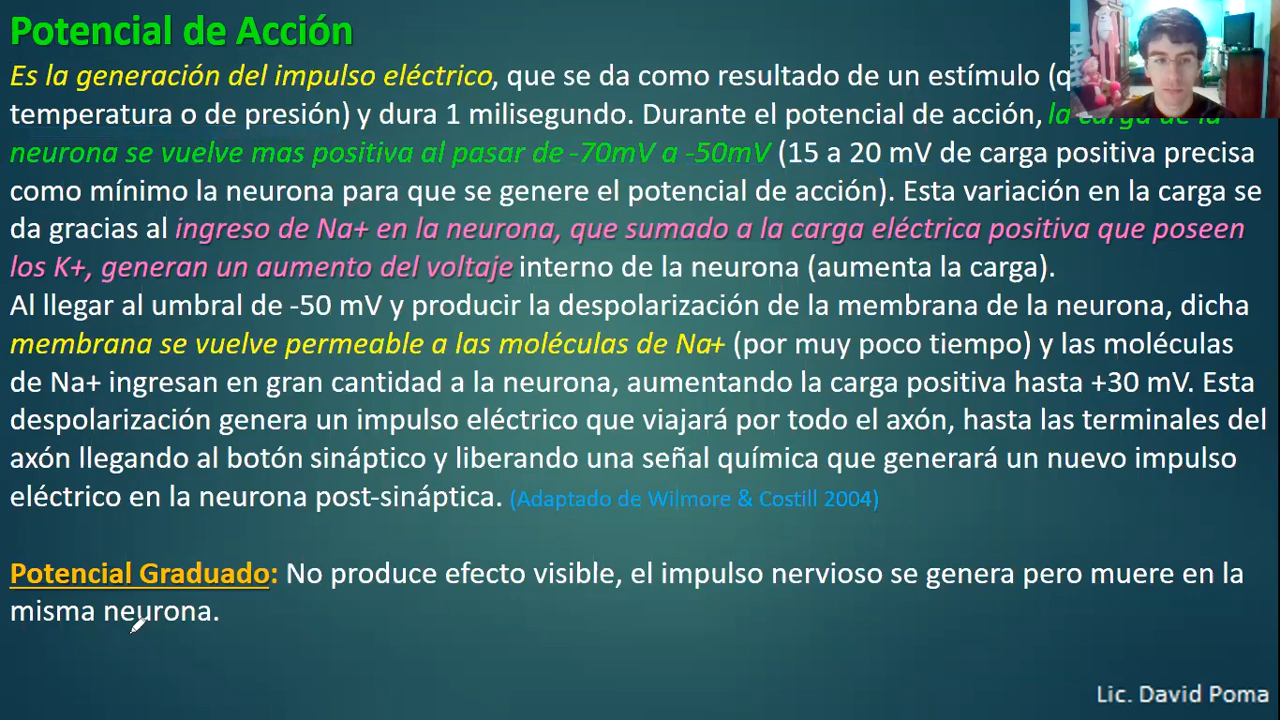 Potencial de Acción
Es la generación del impulso eléctrico, que se da como resultado de un estímulo
temperatura o de presión) y dura 1 milisegundo. Durante el potencial de acción, la carga de la
neurona se vuelve mas positiva al pasar de -70mV a -50mV (15 a 20 mV de carga positiva precisa
como mínimo la neurona para que se genere el potencial de acción). Esta variación en la carga se
da gracias al ingreso de Na+ en la neurona, que sumado a la carga eléctrica positiva que poseen
los K+, generan un aumento del voltaje interno de la neurona (aumenta la carga).
Al llegar al umbral de -50 mV y producir la despolarización de la membrana de la neurona, dicha
membrana se vuelve permeable a las moléculas de Na+ (por muy poco tiempo) y las moléculas
de Na+ ingresan en gran cantidad a la neurona, aumentando la carga positiva hasta +30 mV. Esta
despolarización genera un impulso eléctrico que viajará por todo el axón, hasta las terminales del
axón llegando al botón sináptico y liberando una señal química que generará un nuevo impulso
eléctrico en la neurona post-sináptica. (Adaptado de Wilmore & Costill 2004)
Potencial Graduado: No produce efecto visible, el impulso nervioso se genera pero muere en la
misma neurona.
Lic. David Poma